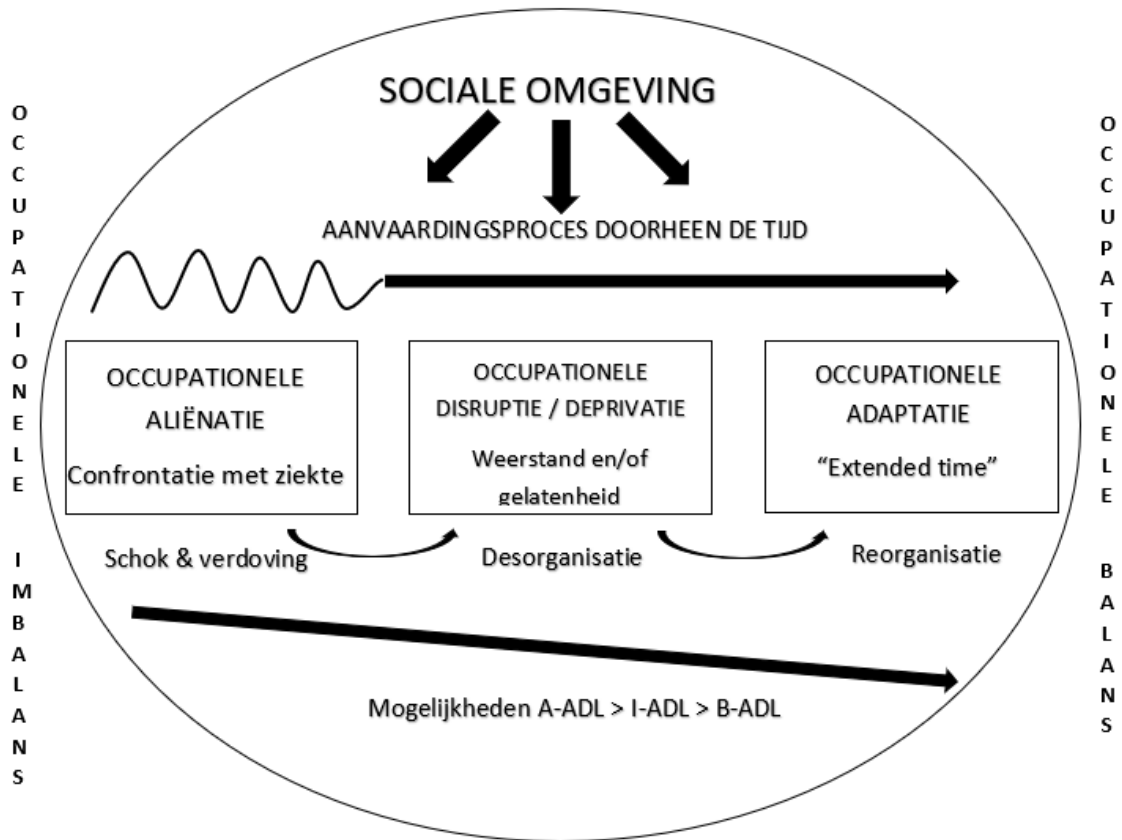 SOCIALE OMGEVING
AANVAARDINGSPROCES DOORHEEN DE TIJD
OCCUPATIONELE IMBALANS
OCCUPATIONELE
ALIËNATIE
Confrontatie met ziekte
OCCUPATIONELE
DISRUPTIE / DEPRIVATIE
Weerstand en/of
gelatenheid
OCCUPATIONELE
ADAPTATIE
“Extended time”
Schok & verdoving
Desorganisatie
Reorganisatie
Mogelijkheden A-ADL > I-ADL > B-ADL
OCCUPATIONELE BALANS